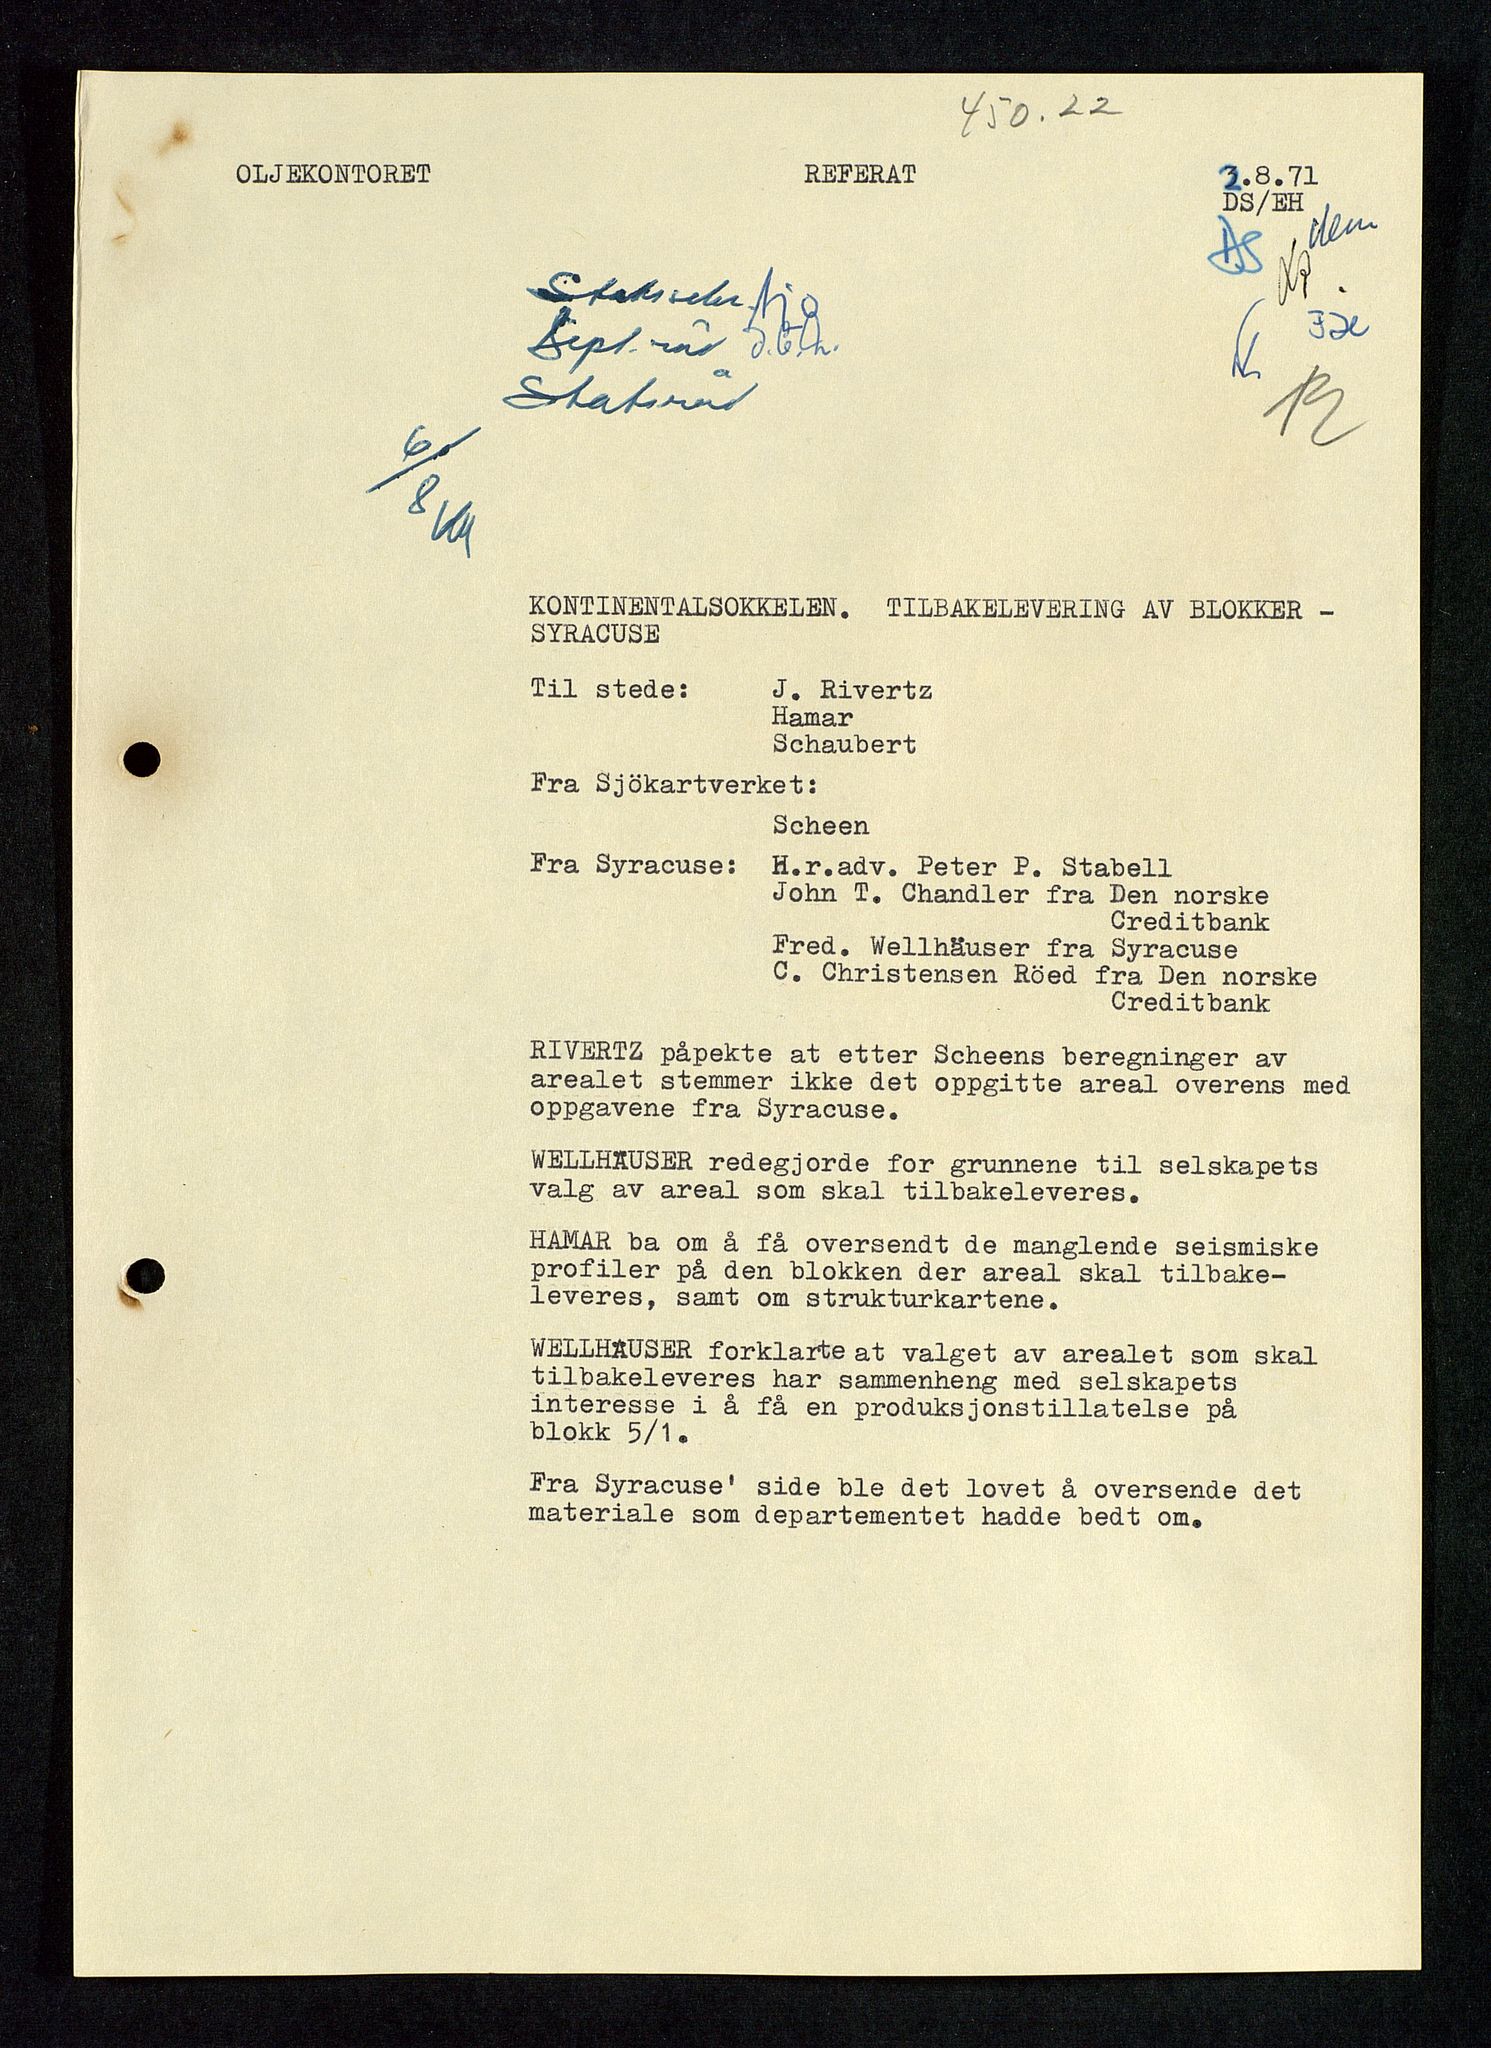 450.22
OLJEKONTORET REFERAT 3.8.71
DS/EH
DS
Statssekr.
Dept.råd
Statsråd
6/8
KONTINENTALSOKKELEN. TILBAKELEVERING AV BLOKKER -
SYRACUSE
Til stede: J. Rivertz
Hamar
Schaubert
Fra Sjökartverket:
Scheen
Fra Syracuse: H.r.adv. Peter P. Stabell
John T. Chandler fra Den norske
Creditbank
Fred. Wellhäuser fra Syracuse
C. Christensen Röed fra Den norske
Creditbank
RIVERTZ påpekte at etter Scheens beregninger av
arealet stemmer ikke det oppgitte areal overens med
oppgavene fra Syracuse.
WELLHÄUSER redegjorde for grunnene til selskapets
valg av areal som skal tilbakeleveres.
HAMAR ba om å få oversendt de manglende seismiske
profiler på den blokken der areal skal tilbake-
leveres, samt om strukturkartene.
WELLHÄUSER forklarte at valget av arealet som skal
tilbakeleveres har sammenheng med selskapets
interesse i å få en produksjonstillatelse på
blokk 5/1.
Fra Syracuse' side ble det lovet å oversende det
materiale som departementet hadde bedt om.